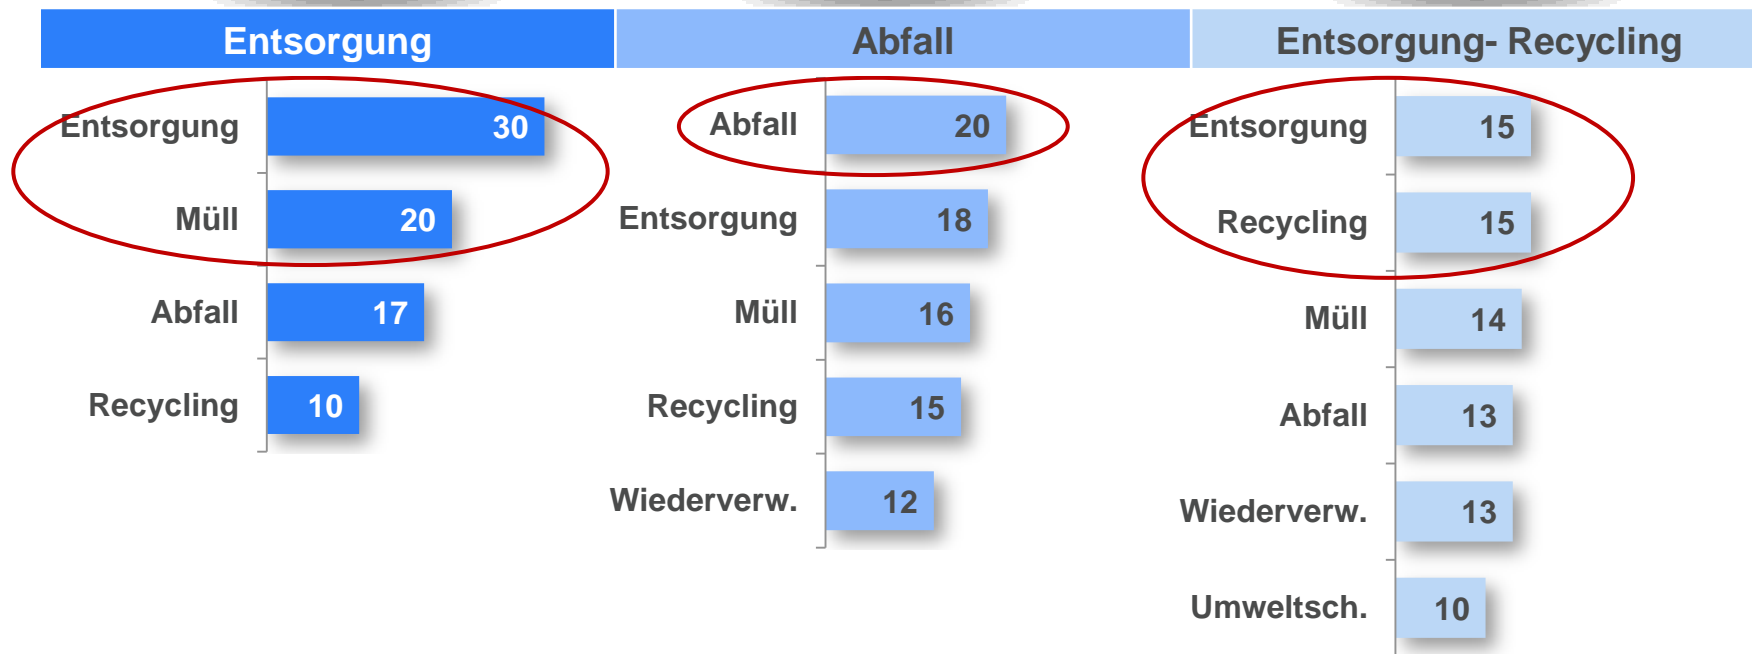 Entsorgung
Abfall
Entsorgung- Recycling
Entsorgung 30
Müll 20
Abfall 17
Recycling 10
Abfall 20
Entsorgung 18
Müll 16
Recycling 15
Wiederverw. 12
Entsorgung 15
Recycling 15
Müll 14
Abfall 13
Wiederverw. 13
Umweltsch. 10